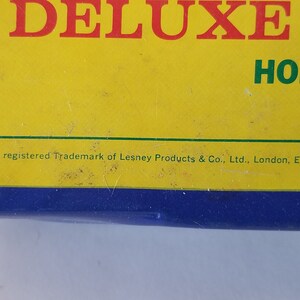 DELUXE
HO
registered Trademark of Lesney Products & Co., Ltd., London, E